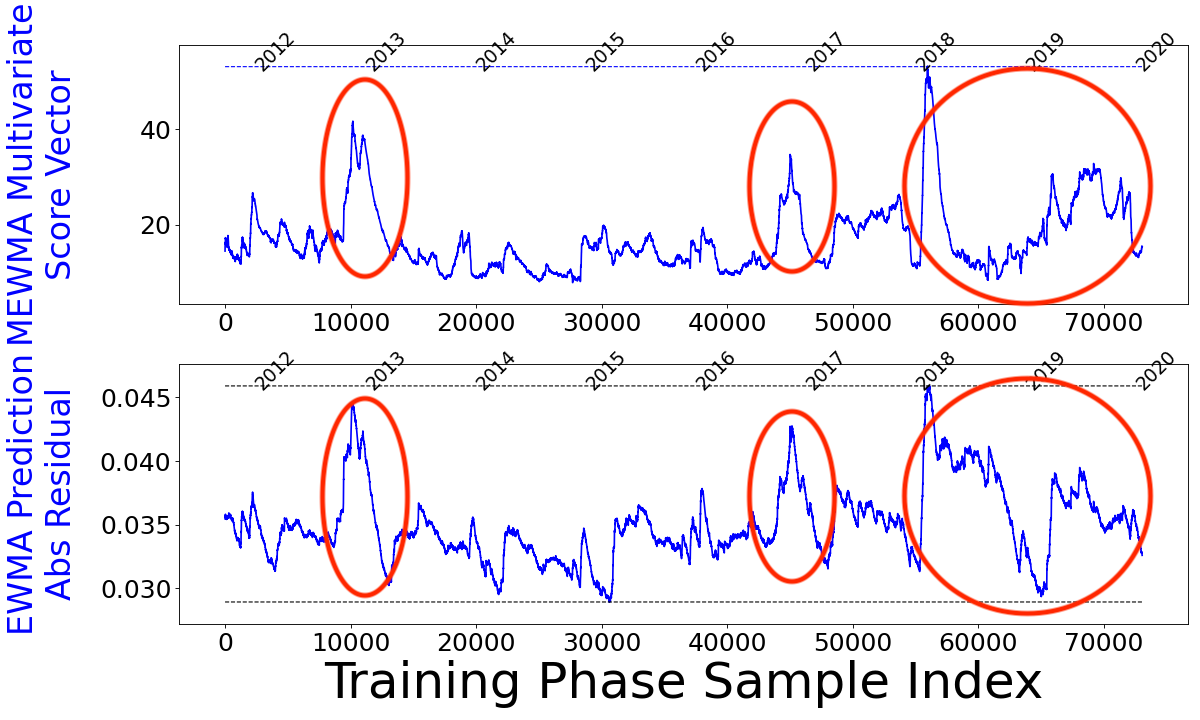 MEWMA Multivariate
Score Vector
2012 2013 2014 2015 2016 2017 2018 2019 2020
40
20
0 10000 20000 30000 40000 50000 60000 70000
EWMA Prediction
Abs Residual
2012 2013 2014 2015 2016 2017 2018 2019 2020
0.045
0.040
0.035
0.030
0 10000 20000 30000 40000 50000 60000 70000
Training Phase Sample Index